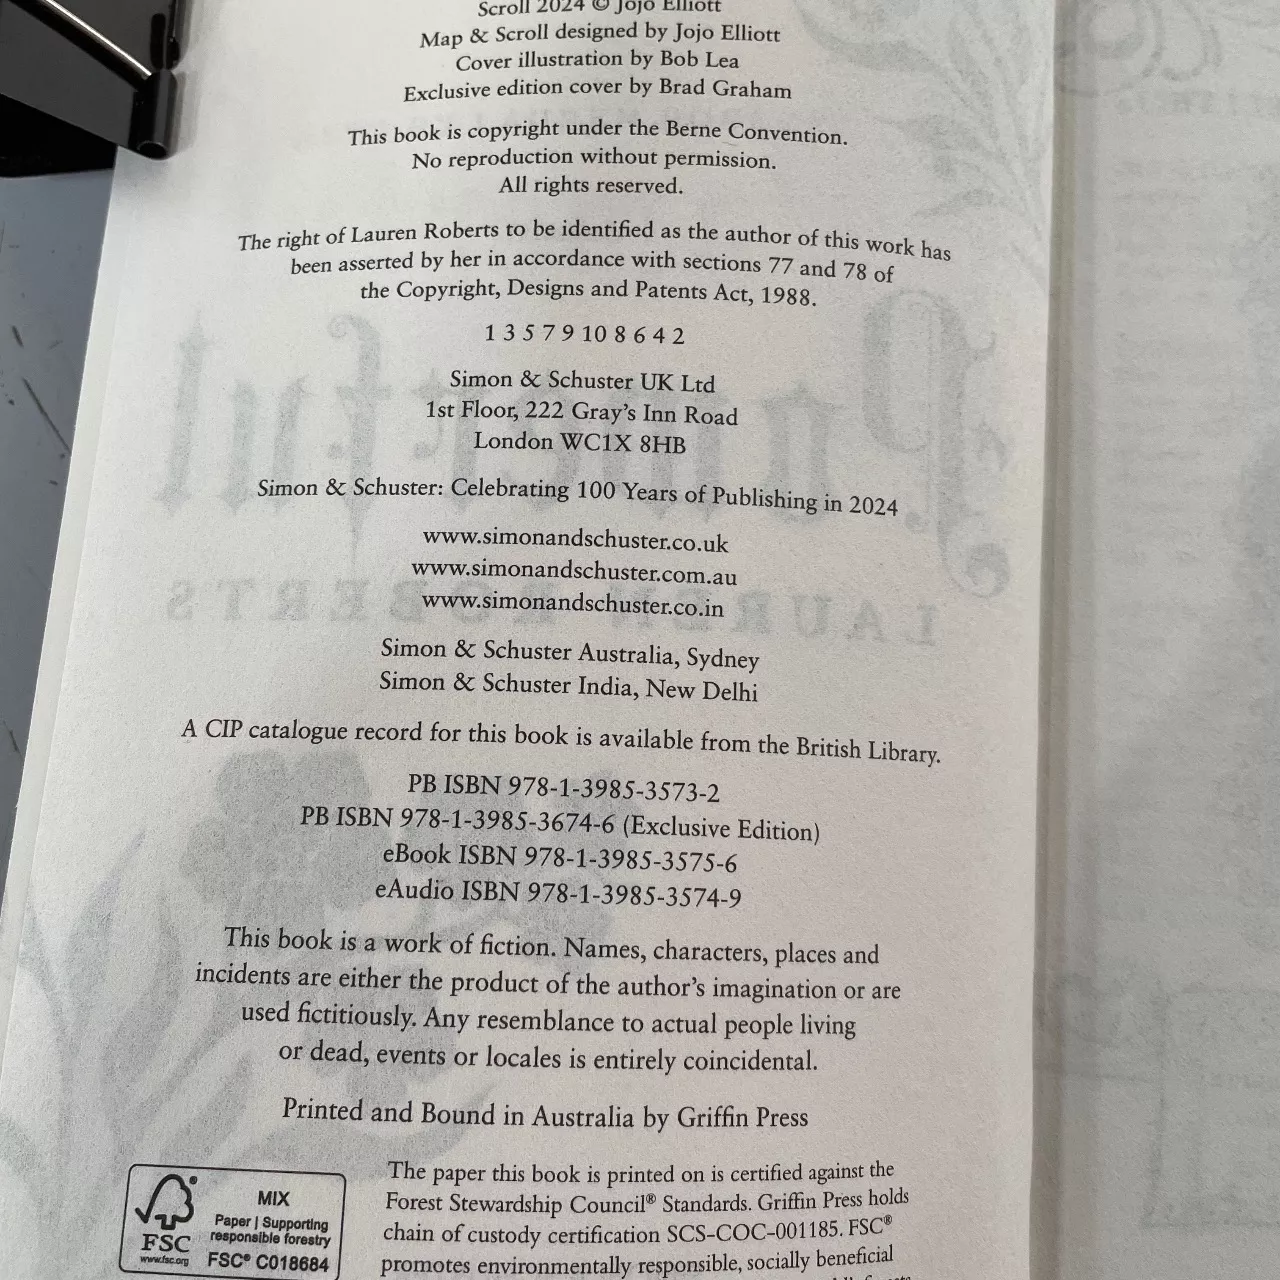 Scroll 2024 © Jojo Elliott
Map & Scroll designed by Jojo Elliott
Cover illustration by Bob Lea
Exclusive edition cover by Brad Graham
This book is copyright under the Berne Convention.
No reproduction without permission.
All rights reserved.
The right of Lauren Roberts to be identified as the author of this work has
been asserted by her in accordance with sections 77 and 78 of
the Copyright, Designs and Patents Act, 1988.
1 3 5 7 9 10 8 6 4 2
Simon & Schuster UK Ltd
1st Floor, 222 Gray's Inn Road
London WC1X 8HB
Simon & Schuster: Celebrating 100 Years of Publishing in 2024
www.simonandschuster.co.uk
www.simonandschuster.com.au
www.simonandschuster.co.in
Simon & Schuster Australia, Sydney
Simon & Schuster India, New Delhi
A CIP catalogue record for this book is available from the British Library.
PB ISBN 978-1-3985-3573-2
PB ISBN 978-1-3985-3674-6 (Exclusive Edition)
eBook ISBN 978-1-3985-3575-6
eAudio ISBN 978-1-3985-3574-9
This book is a work of fiction. Names, characters, places and
incidents are either the product of the author's imagination or are
used fictitiously. Any resemblance to actual people living
or dead, events or locales is entirely coincidental.
Printed and Bound in Australia by Griffin Press
FSC
www.fsc.org
MIX
Paper | Supporting
responsible forestry
FSC® C018684
The paper this book is printed on is certified against the
Forest Stewardship Council® Standards. Griffin Press holds
chain of custody certification SCS-COC-001185. FSC®
promotes environmentally responsible, socially beneficial
Powerful
LAUREN ROBERTS